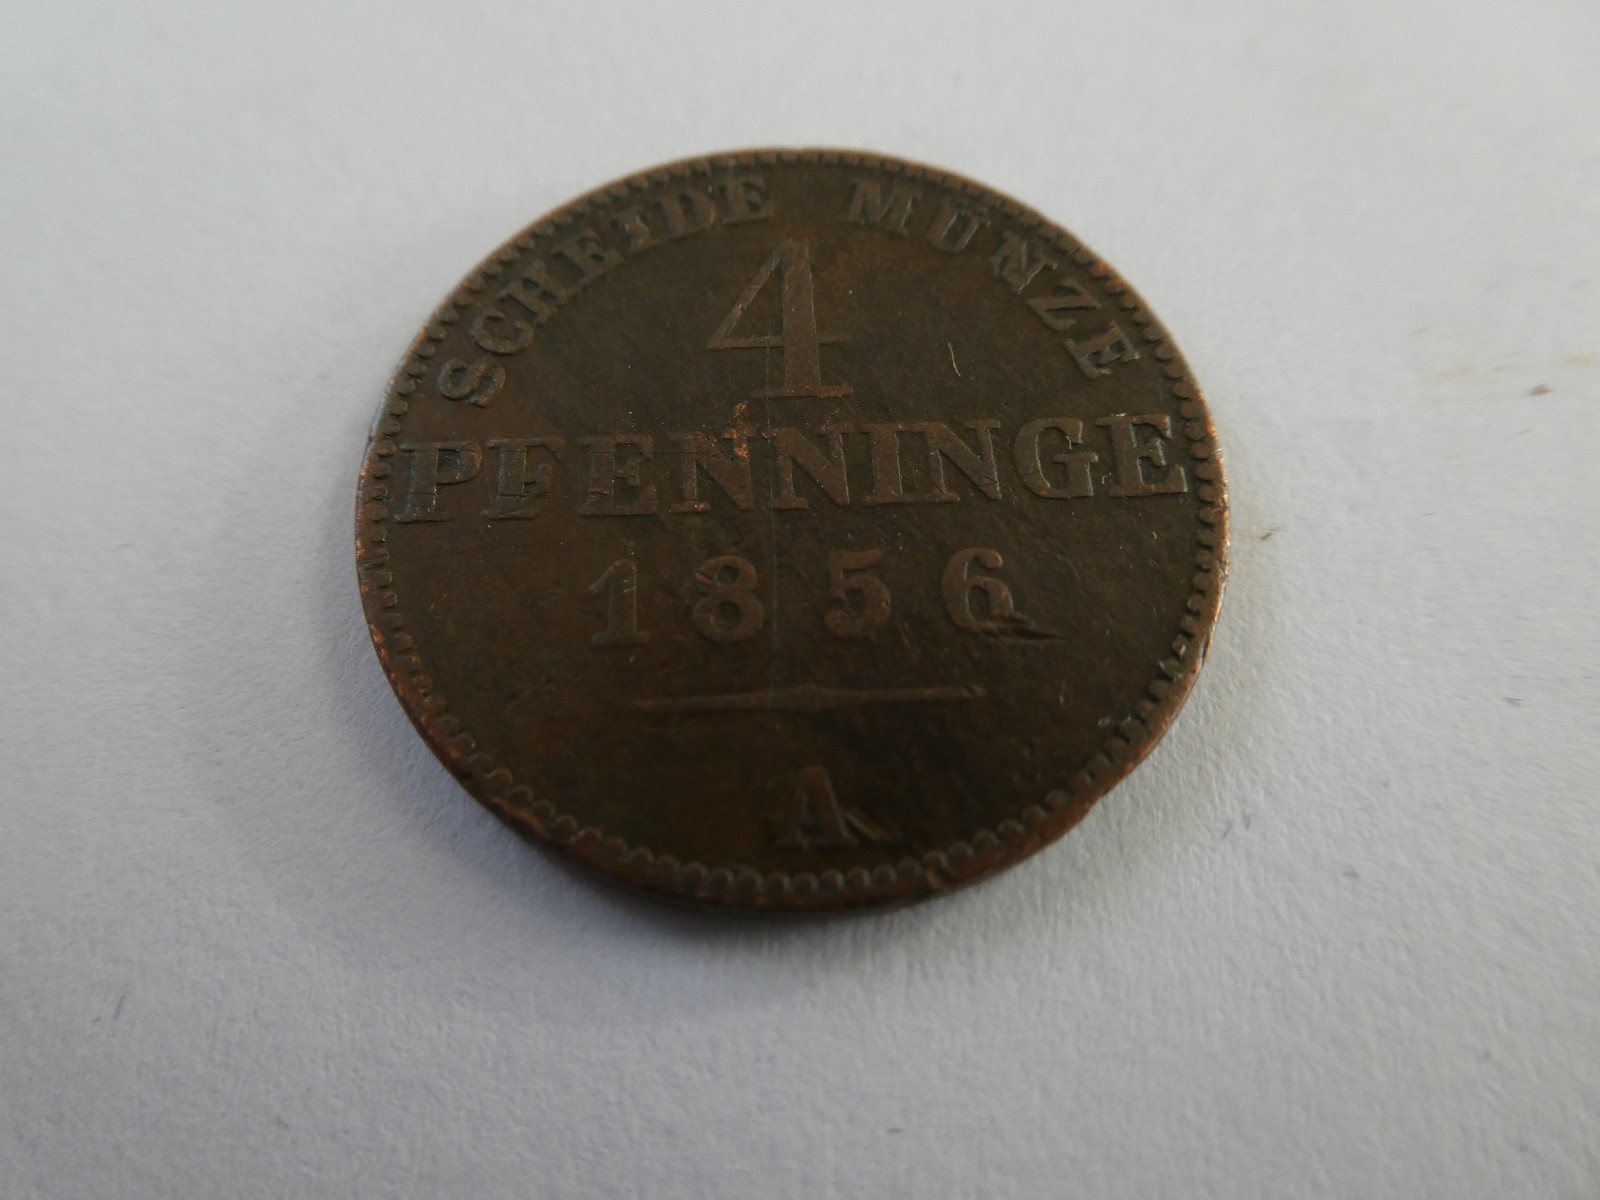 SCHEIDE MÜNZE
4
PFENNINGE
1856
A